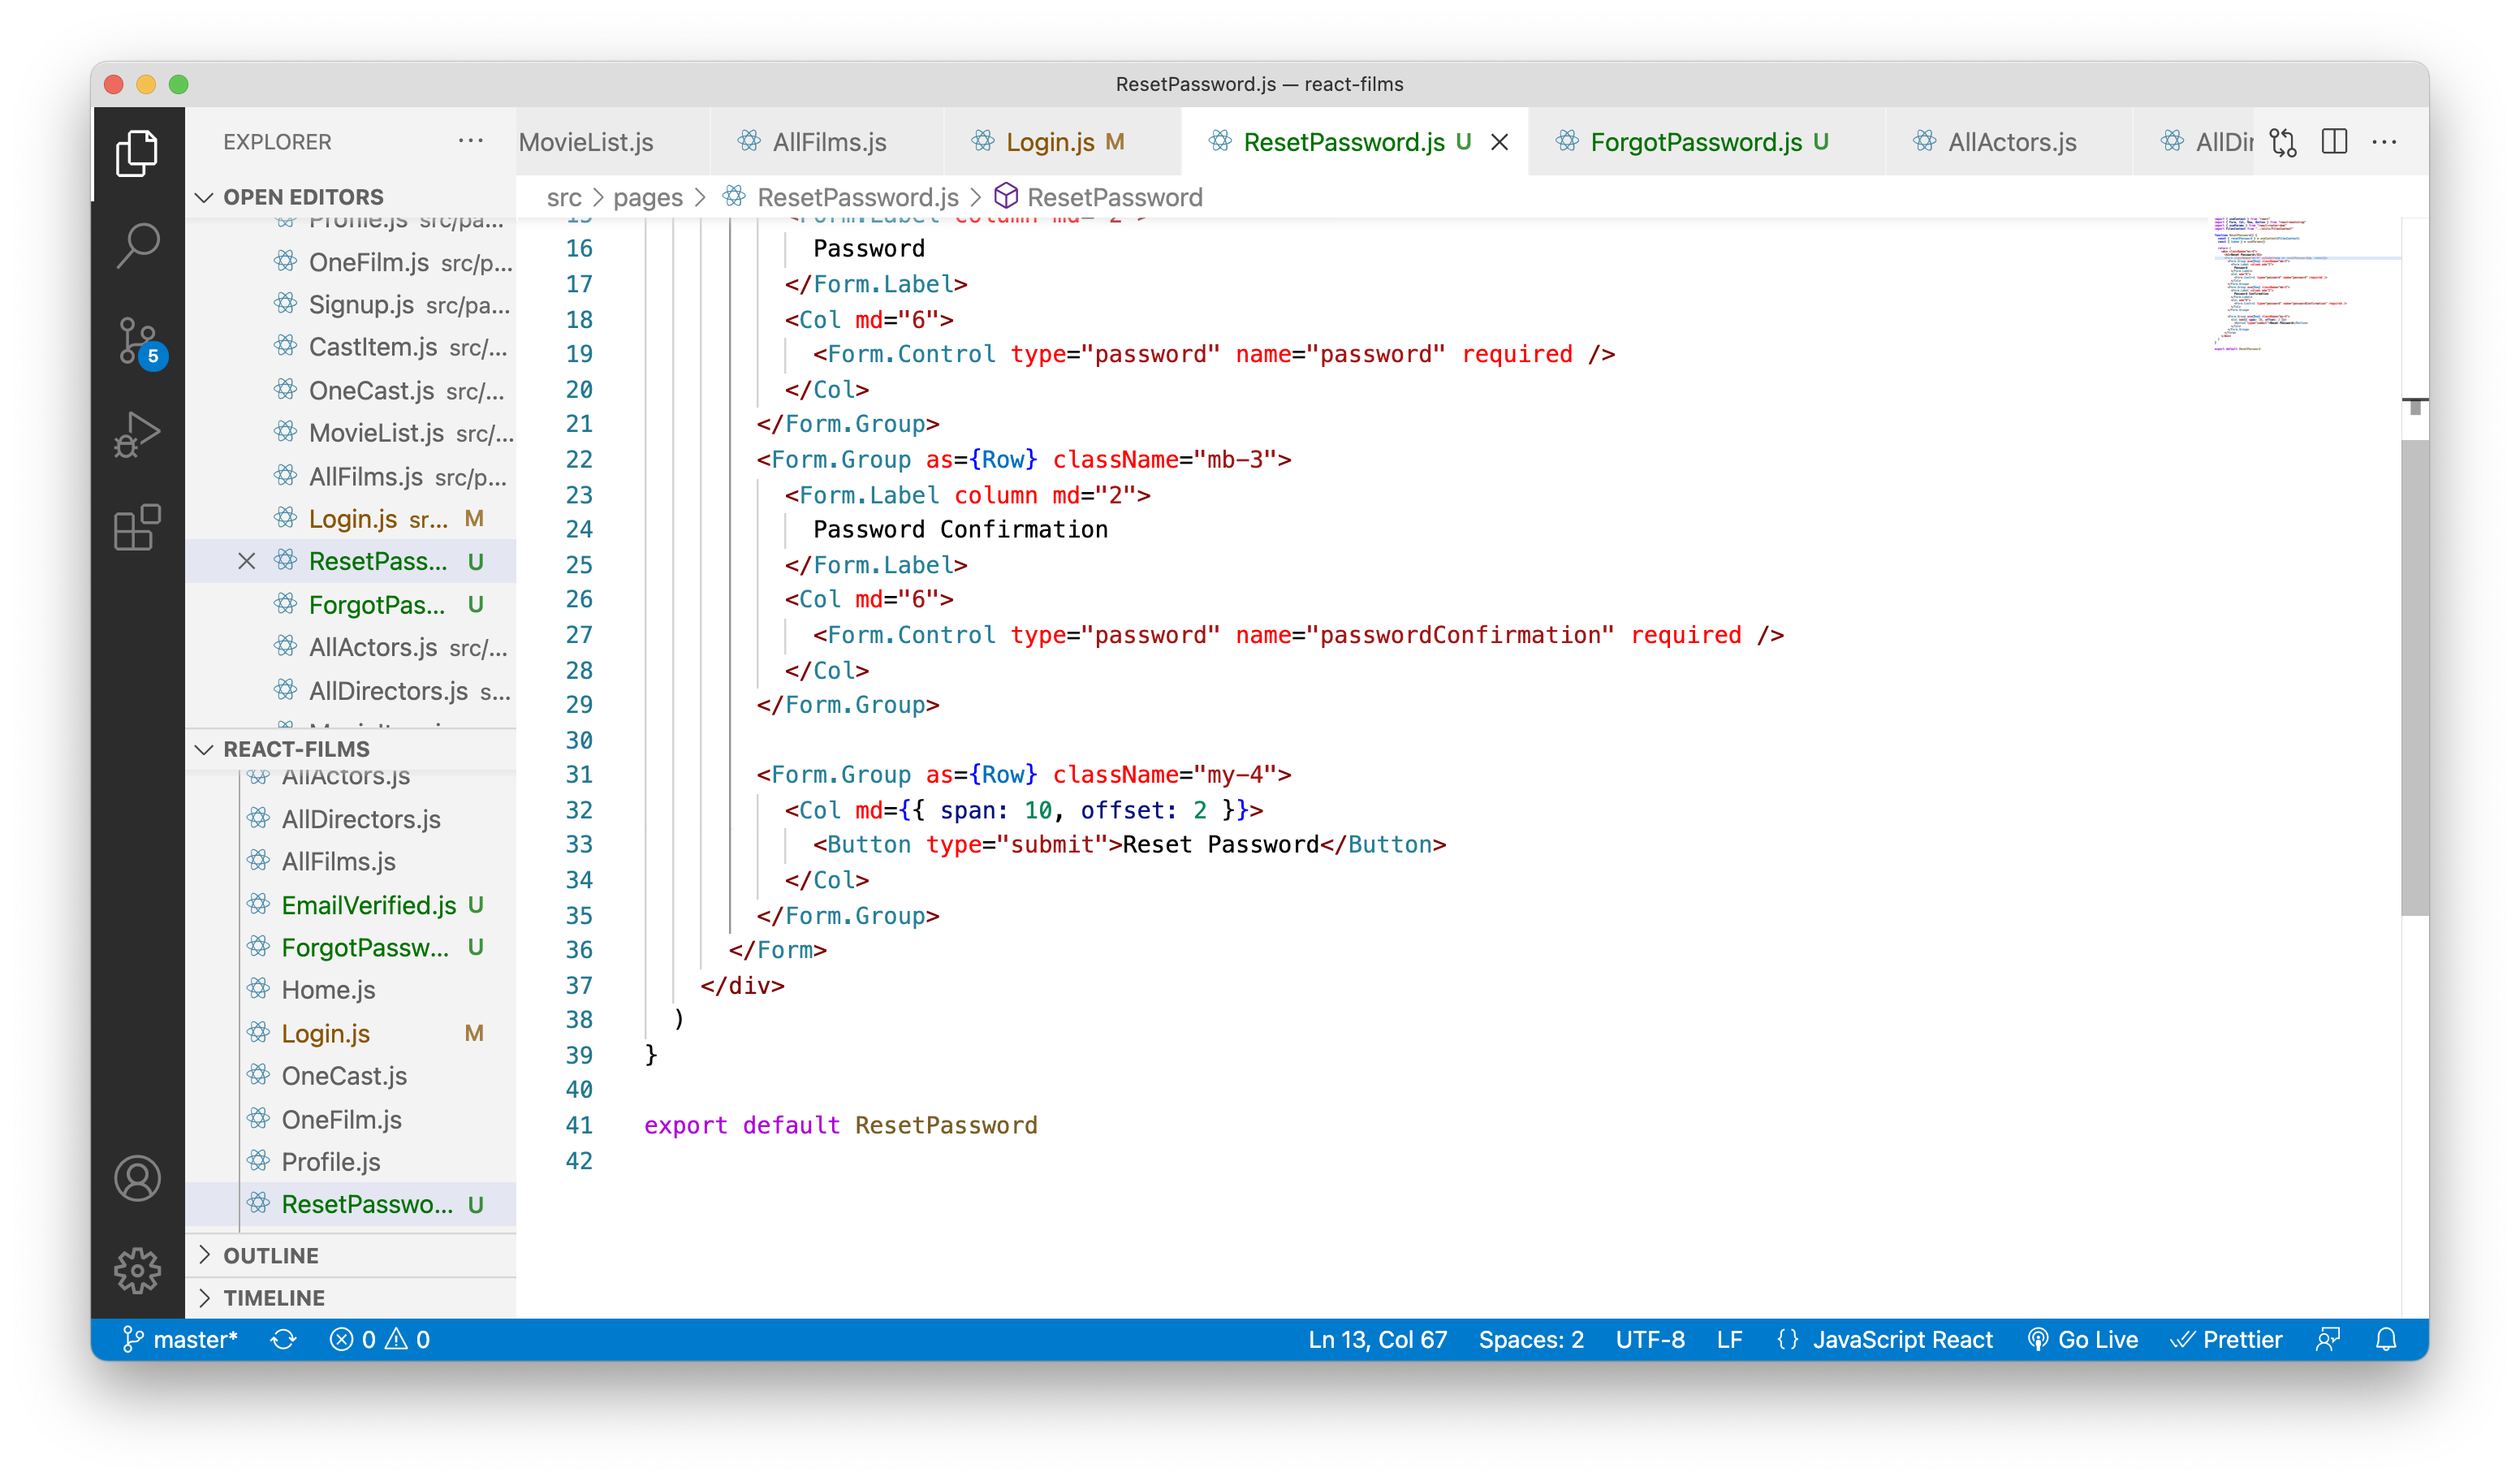 ResetPassword.js — react-films
EXPLORER
MovieList.js
AllFilms.js
Login.js M
ResetPassword.js U
ForgotPassword.js U
AllActors.js
AllDir
OPEN EDITORS
src > pages > ResetPassword.js > ResetPassword
Profile.js src/pa...
OneFilm.js src/p...
Signup.js src/pa...
CastItem.js src/...
OneCast.js src/...
MovieList.js src/...
AllFilms.js src/p...
Login.js sr... M
ResetPass... U
ForgotPas... U
AllActors.js src/...
AllDirectors.js s...
REACT-FILMS
AllActors.js
AllDirectors.js
AllFilms.js
EmailVerified.js U
ForgotPassw... U
Home.js
Login.js M
OneCast.js
OneFilm.js
Profile.js
ResetPasswo... U
OUTLINE
TIMELINE
5
15 <Form.Label column md="2">
16 Password
17 </Form.Label>
18 <Col md="6">
19 <Form.Control type="password" name="password" required />
20 </Col>
21 </Form.Group>
22 <Form.Group as={Row} className="mb-3">
23 <Form.Label column md="2">
24 Password Confirmation
25 </Form.Label>
26 <Col md="6">
27 <Form.Control type="password" name="passwordConfirmation" required />
28 </Col>
29 </Form.Group>
30
31 <Form.Group as={Row} className="my-4">
32 <Col md={{ span: 10, offset: 2 }}>
33 <Button type="submit">Reset Password</Button>
34 </Col>
35 </Form.Group>
36 </Form>
37 </div>
38 )
39 }
40
41 export default ResetPassword
42
master* 0 0
Ln 13, Col 67 Spaces: 2 UTF-8 LF {} JavaScript React Go Live Prettier